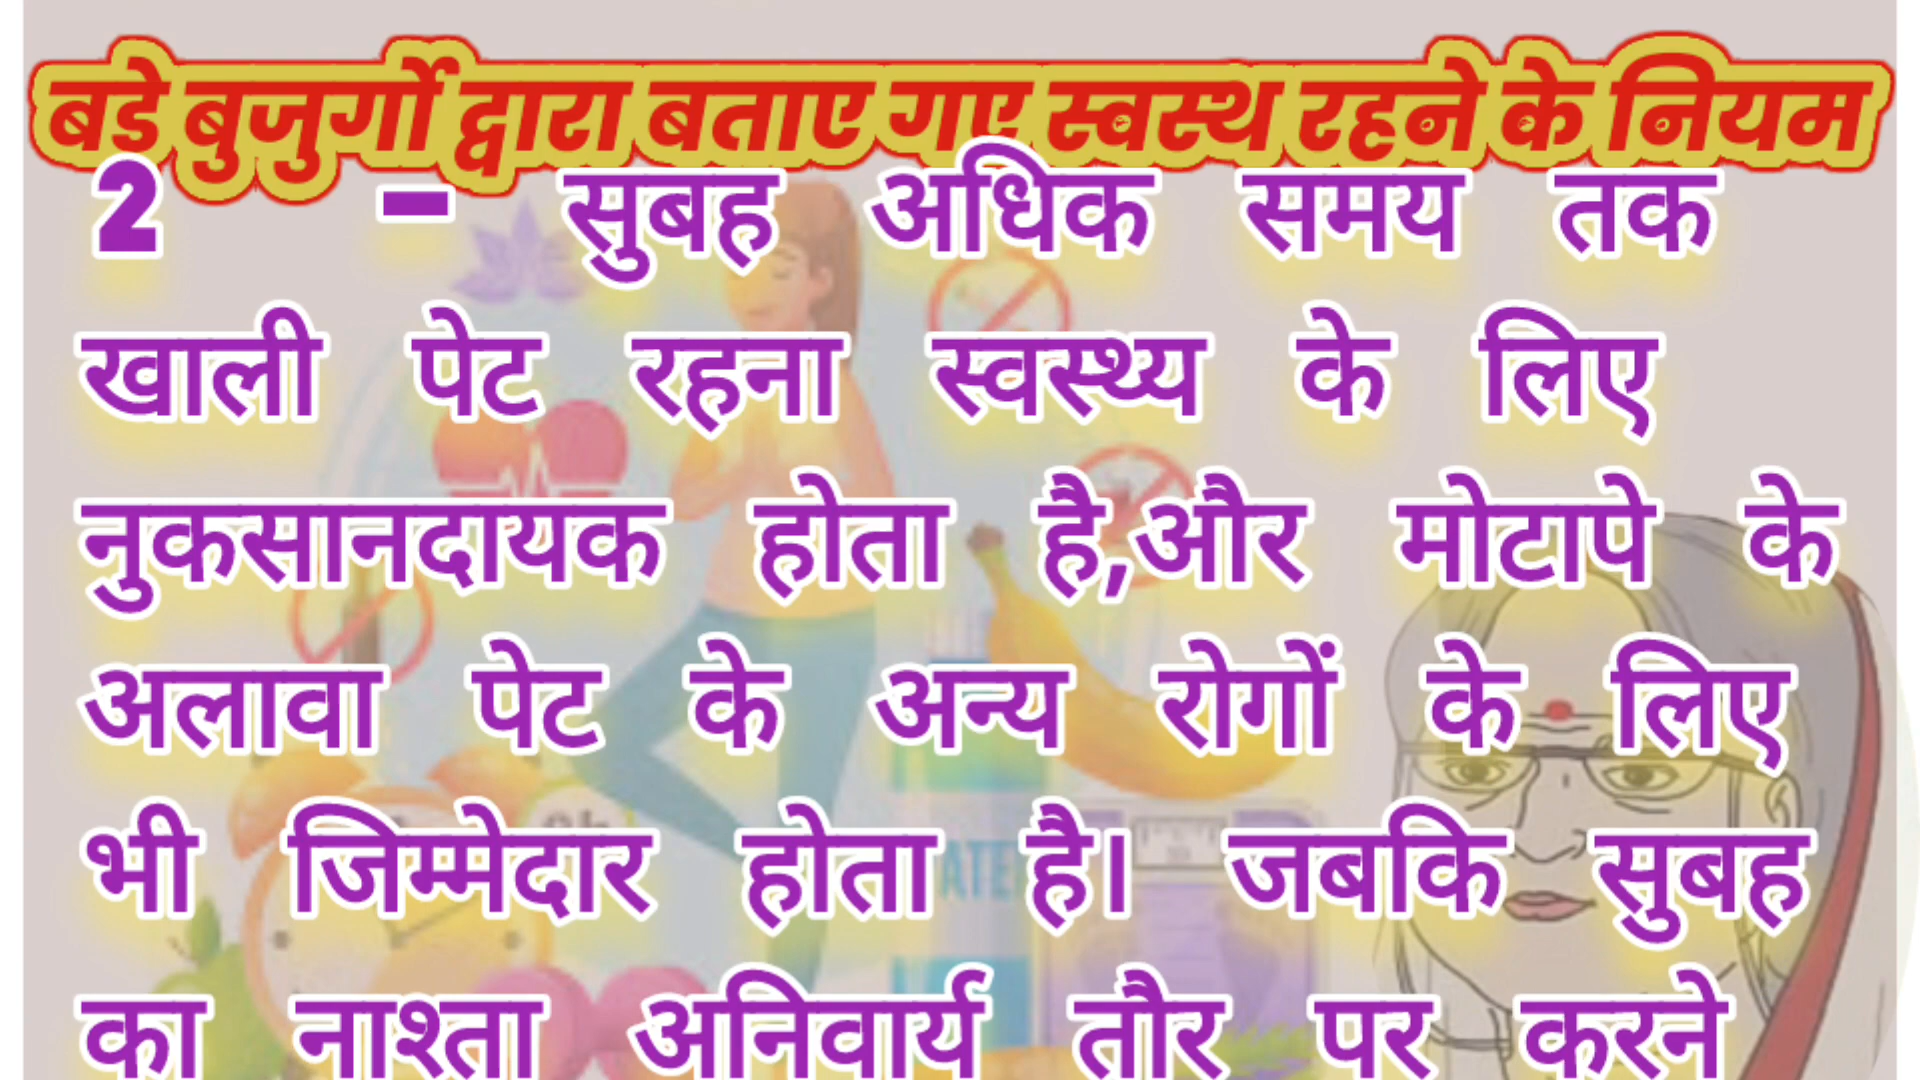 बडे बुजुर्गो द्वारा बताए गए स्वस्थ रहने के नियम
2 - सुबह अधिक समय तक
खाली पेट रहना स्वस्थ्य के लिए
नुकसानदायक होता है,और मोटापे के
अलावा पेट के अन्य रोगों के लिए
भी जिम्मेदार होता है। जबकि सुबह
का नाश्ता अनिवार्य तौर पर करने